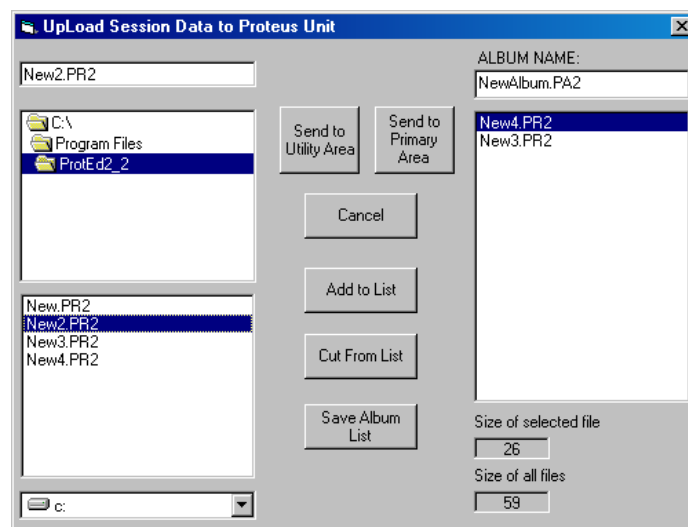 UpLoad Session Data to Proteus Unit
New2.PR2
C:\
Program Files
ProtEd2_2
New.PR2
New2.PR2
New3.PR2
New4.PR2
c:
Send to
Utility Area
Send to
Primary
Area
Cancel
Add to List
Cut From List
Save Album
List
ALBUM NAME:
NewAlbum.PA2
New4.PR2
New3.PR2
Size of selected file
26
Size of all files
59